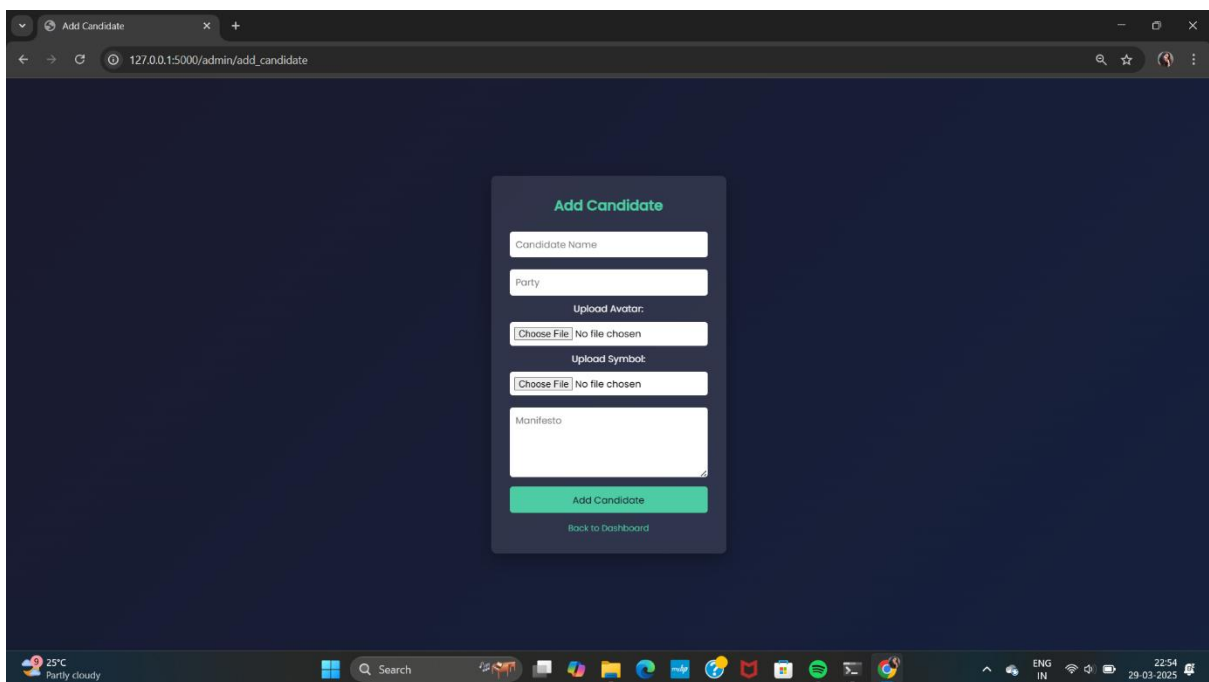 Add Candidate
127.0.0.1:5000/admin/add_candidate
Add Candidate
Candidate Name
Party
Upload Avatar:
Choose File No file chosen
Upload Symbol:
Choose File No file chosen
Manifesto
Add Candidate
Back to Dashboard
9
25°C
Partly cloudy
Search
ENG
IN
22:54
29-03-2025